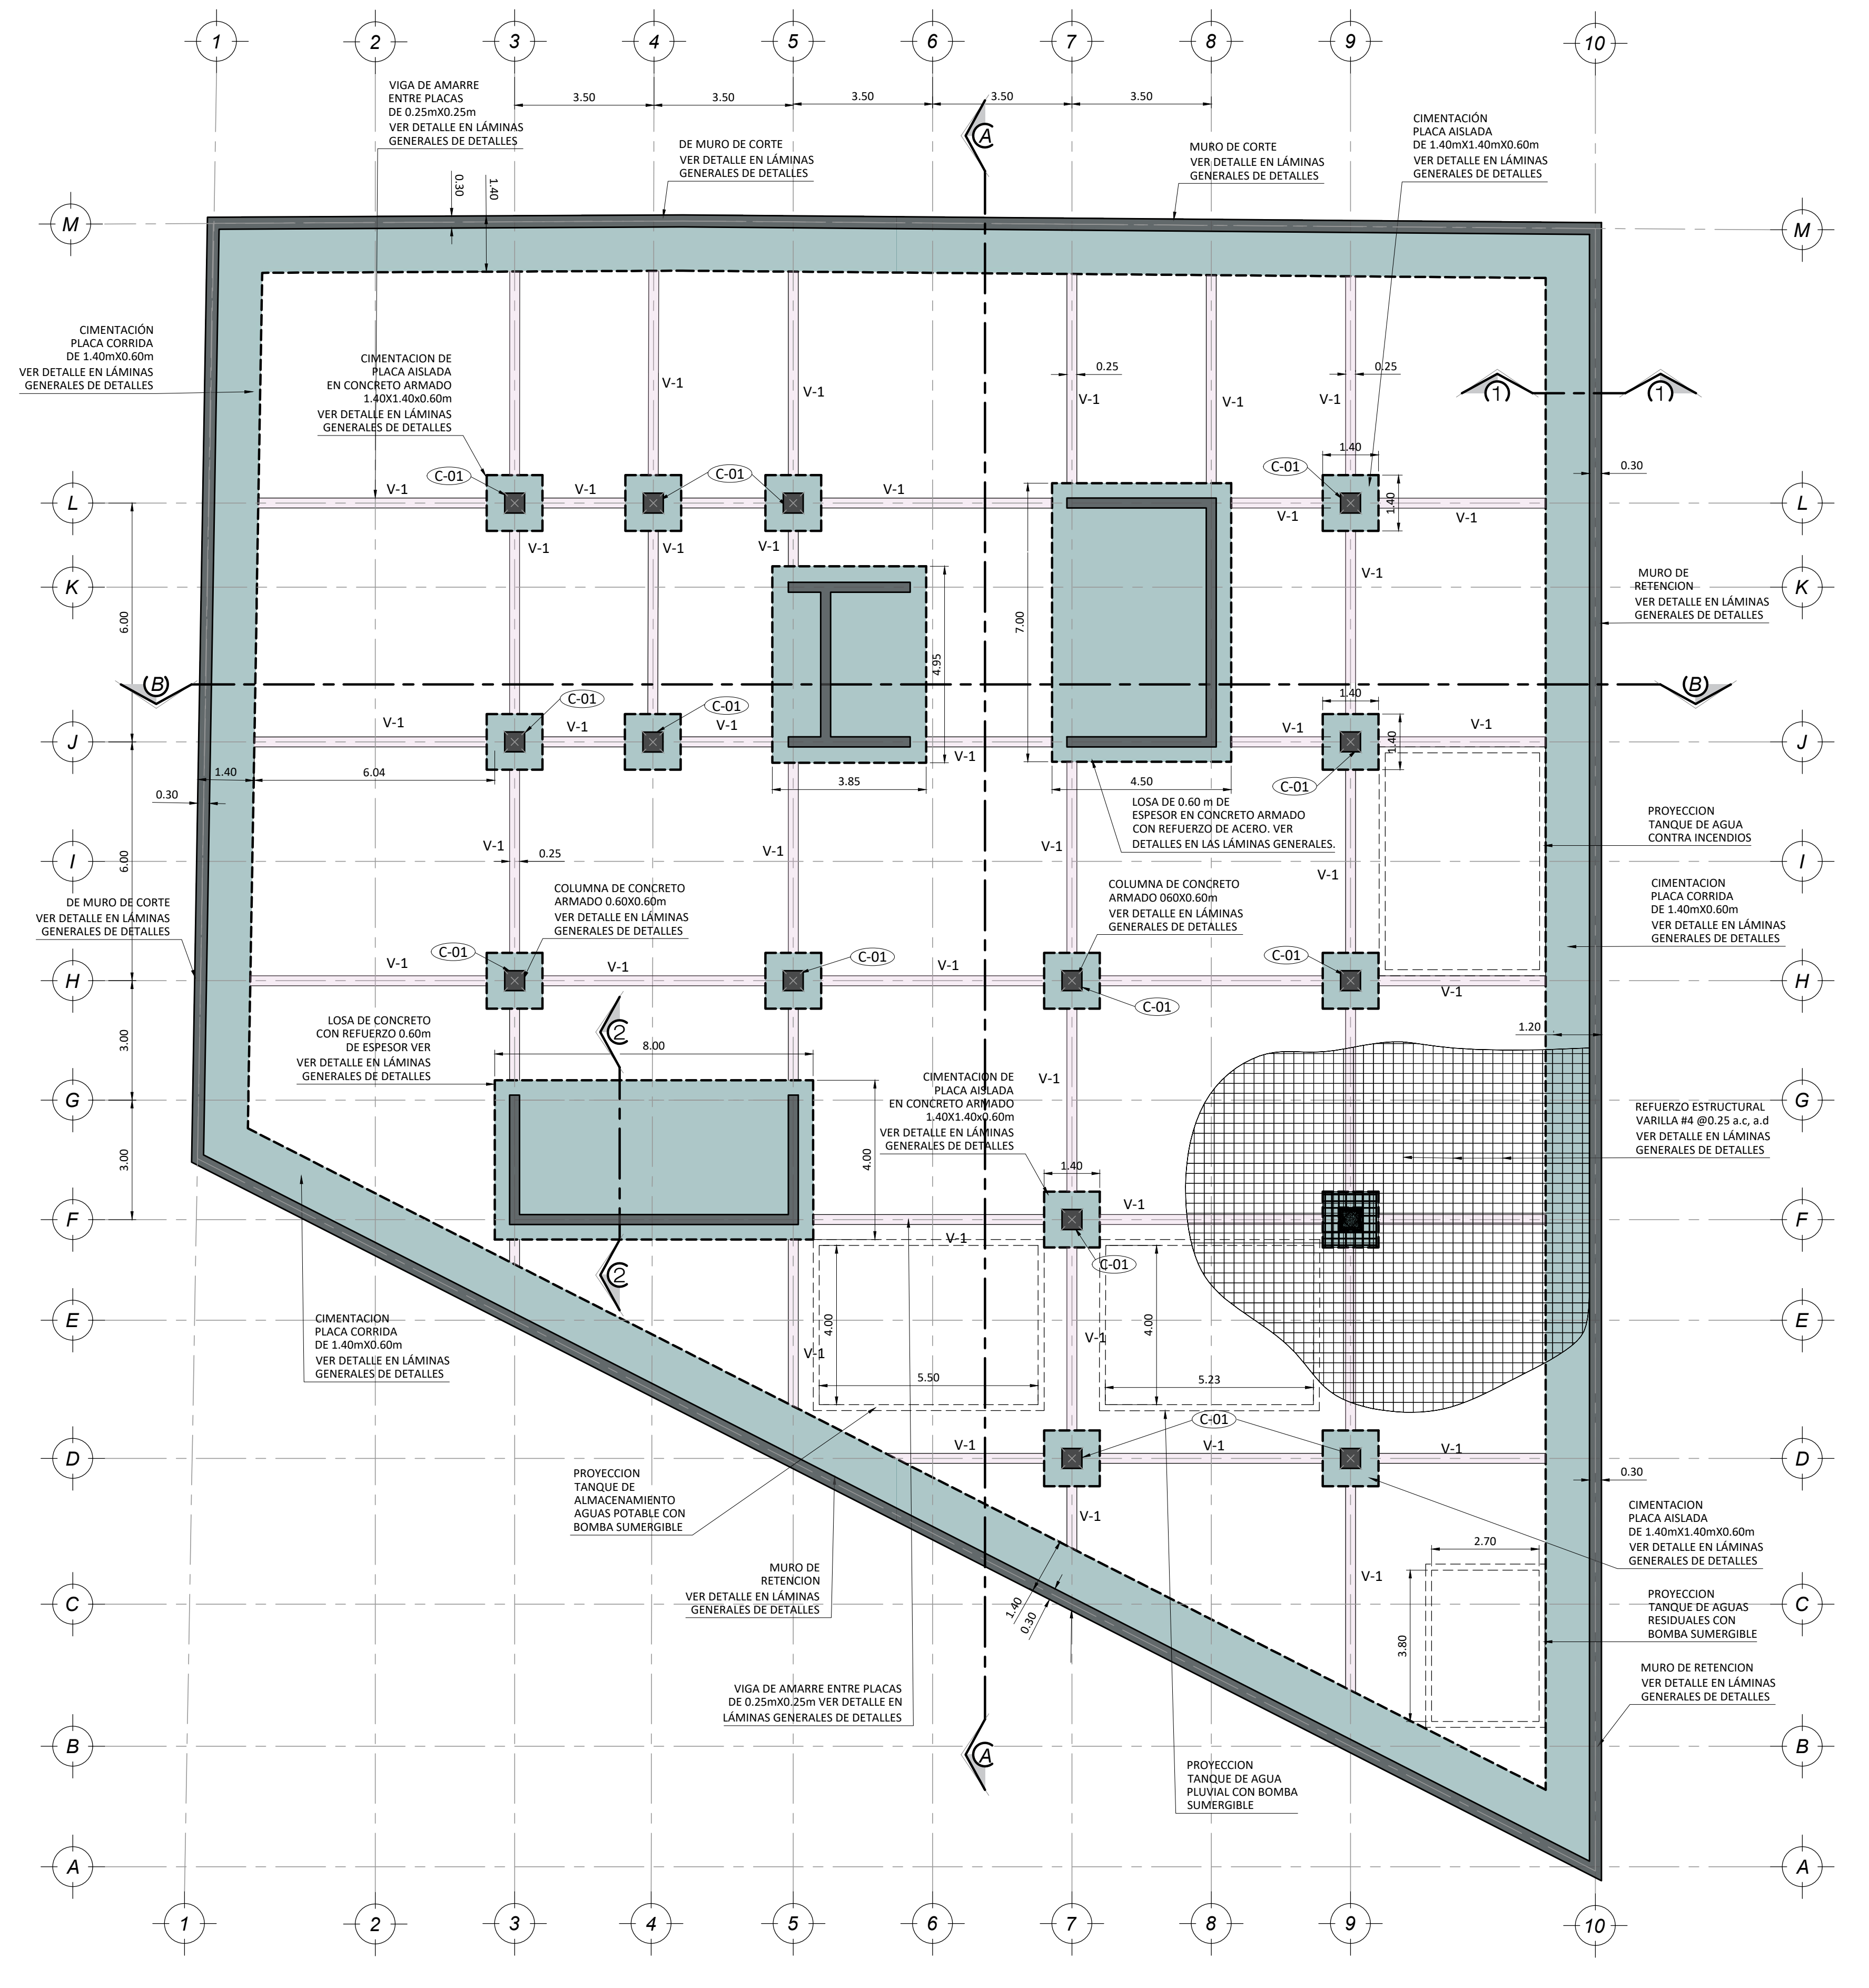 1
2
3
4
5
6
7
8
9
10
VIGA DE AMARRE
ENTRE PLACAS
DE 0.25mX0.25m
VER DETALLE EN LÁMINAS
GENERALES DE DETALLES
3.50
3.50
3.50
3.50
3.50
A
DE MURO DE CORTE
VER DETALLE EN LÁMINAS
GENERALES DE DETALLES
MURO DE CORTE
VER DETALLE EN LÁMINAS
GENERALES DE DETALLES
CIMENTACIÓN
PLACA AISLADA
DE 1.40mX1.40mX0.60m
VER DETALLE EN LÁMINAS
GENERALES DE DETALLES
0.30
1.40
M
M
CIMENTACIÓN
PLACA CORRIDA
DE 1.40mX0.60m
VER DETALLE EN LÁMINAS
GENERALES DE DETALLES
CIMENTACION DE
PLACA AISLADA
EN CONCRETO ARMADO
1.40X1.40x0.60m
VER DETALLE EN LÁMINAS
GENERALES DE DETALLES
V-1
V-1
0.25
V-1
V-1
0.25
V-1
1
1
C-01
C-01
C-01
1.40
1.40
0.30
L
V-1
V-1
V-1
V-1
V-1
L
V-1
V-1
V-1
V-1
K
K
MURO DE
RETENCION
VER DETALLE EN LÁMINAS
GENERALES DE DETALLES
6.00
4.95
7.00
B
B
C-01
C-01
1.40
1.40
J
V-1
V-1
V-1
V-1
V-1
V-1
J
1.40
6.04
0.30
3.85
4.50
C-01
LOSA DE 0.60 m DE
ESPESOR EN CONCRETO ARMADO
CON REFUERZO DE ACERO. VER
DETALLES EN LAS LÁMINAS GENERALES.
PROYECCION
TANQUE DE AGUA
CONTRA INCENDIOS
6.00
I
V-1
0.25
V-1
V-1
V-1
I
DE MURO DE CORTE
VER DETALLE EN LÁMINAS
GENERALES DE DETALLES
COLUMNA DE CONCRETO
ARMADO 0.60X0.60m
VER DETALLE EN LÁMINAS
GENERALES DE DETALLES
COLUMNA DE CONCRETO
ARMADO 060X0.60m
VER DETALLE EN LÁMINAS
GENERALES DE DETALLES
CIMENTACION
PLACA CORRIDA
DE 1.40mX0.60m
VER DETALLE EN LÁMINAS
GENERALES DE DETALLES
C-01
C-01
C-01
C-01
H
V-1
V-1
V-1
V-1
H
3.00
LOSA DE CONCRETO
CON REFUERZO 0.60m
DE ESPESOR VER
VER DETALLE EN LÁMINAS
GENERALES DE DETALLES
2
8.00
1.20
CIMENTACION DE
PLACA AISLADA
EN CONCRETO ARMADO
1.40X1.40x0.60m
VER DETALLE EN LÁMINAS
GENERALES DE DETALLES
V-1
G
G
REFUERZO ESTRUCTURAL
VARILLA #4 @0.25 a.c, a.d
VER DETALLE EN LÁMINAS
GENERALES DE DETALLES
3.00
4.00
1.40
V-1
F
F
V-1
C-01
2
E
E
CIMENTACION
PLACA CORRIDA
DE 1.40mX0.60m
VER DETALLE EN LÁMINAS
GENERALES DE DETALLES
V-1
4.00
V-1
4.00
5.50
5.23
C-01
D
V-1
V-1
V-1
D
0.30
PROYECCION
TANQUE DE
ALMACENAMIENTO
AGUAS POTABLE CON
BOMBA SUMERGIBLE
V-1
CIMENTACION
PLACA AISLADA
DE 1.40mX1.40mX0.60m
VER DETALLE EN LÁMINAS
GENERALES DE DETALLES
2.70
MURO DE
RETENCION
VER DETALLE EN LÁMINAS
GENERALES DE DETALLES
1.40
0.30
V-1
C
C
3.80
PROYECCION
TANQUE DE AGUAS
RESIDUALES CON
BOMBA SUMERGIBLE
MURO DE RETENCION
VER DETALLE EN LÁMINAS
GENERALES DE DETALLES
VIGA DE AMARRE ENTRE PLACAS
DE 0.25mX0.25m VER DETALLE EN
LÁMINAS GENERALES DE DETALLES
B
B
A
PROYECCION
TANQUE DE AGUA
PLUVIAL CON BOMBA
SUMERGIBLE
A
A
1
2
3
4
5
6
7
8
9
10